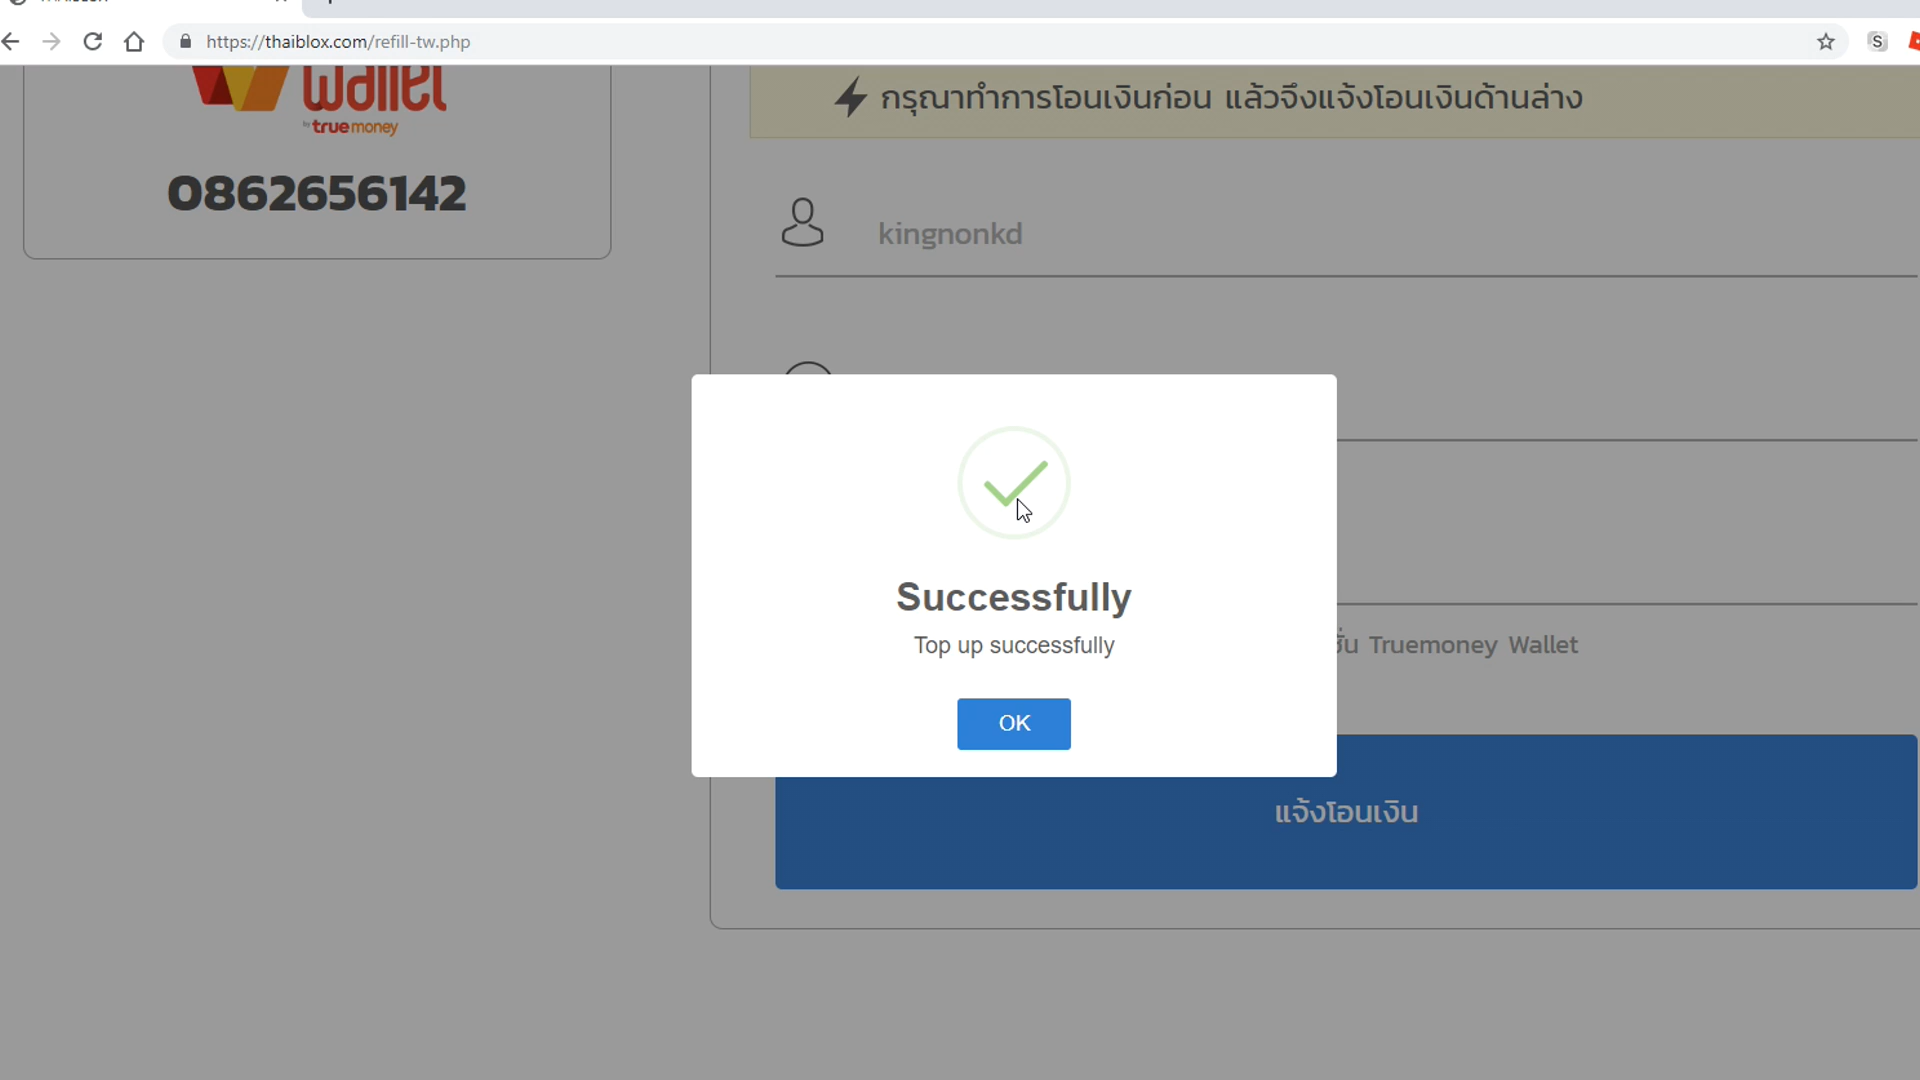 https://thaiblox.com/refill-tw.php
wallet
by truemoney
0862656142
กรุณาทำการโอนเงินก่อน แล้วจึงแจ้งโอนเงินด้านล่าง
kingnonkd
Successfully
Top up successfully
OK
Truemoney Wallet
แจ้งโอนเงิน